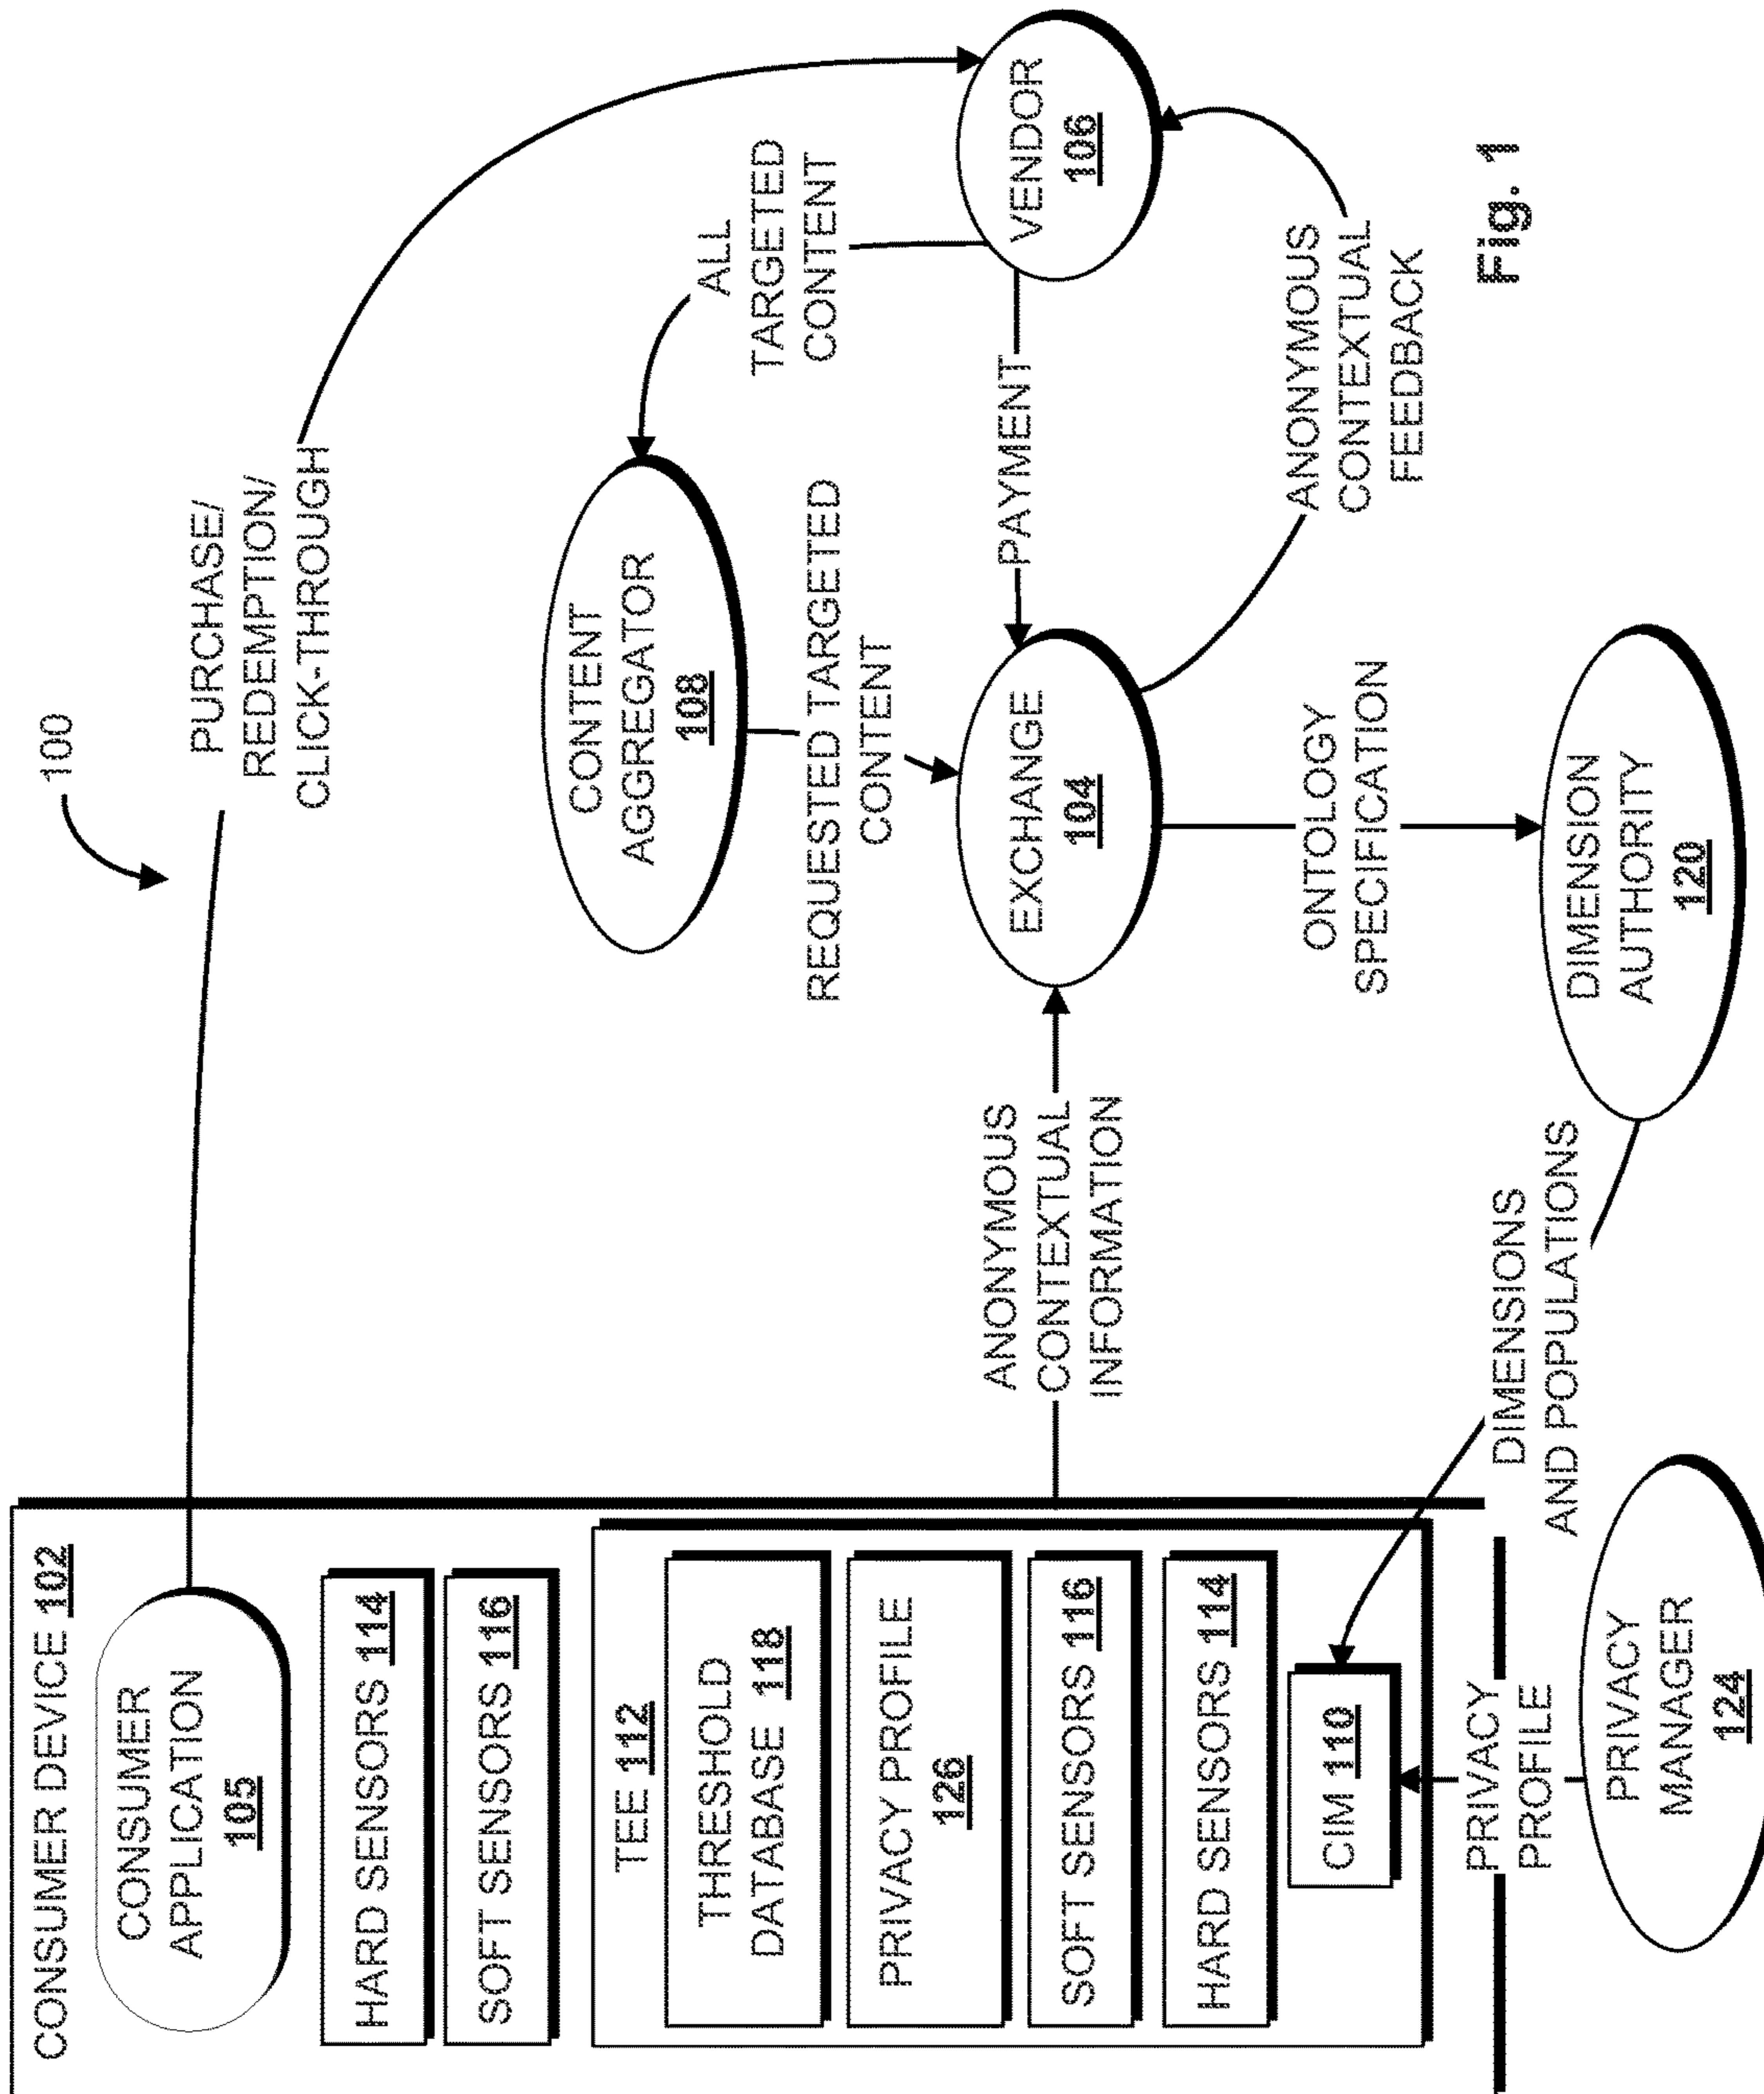 100
CONSUMER DEVICE 102
CONSUMER
APPLICATION
105
HARD SENSORS 114
SOFT SENSORS 116
TEE 112
THRESHOLD
DATABASE 118
PRIVACY PROFILE
126
SOFT SENSORS 116
HARD SENSORS 114
CIM 110
PRIVACY
PROFILE
PRIVACY
MANAGER
124
PURCHASE/
REDEMPTION/
CLICK-THROUGH
CONTENT
AGGREGATOR
108
ALL
TARGETED
CONTENT
REQUESTED TARGETED
CONTENT
ANONYMOUS
CONTEXTUAL
INFORMATION
EXCHANGE
104
PAYMENT
VENDOR
106
ANONYMOUS
CONTEXTUAL
FEEDBACK
ONTOLOGY
SPECIFICATION
DIMENSIONS
AND POPULATIONS
DIMENSION
AUTHORITY
120
Fig. 1